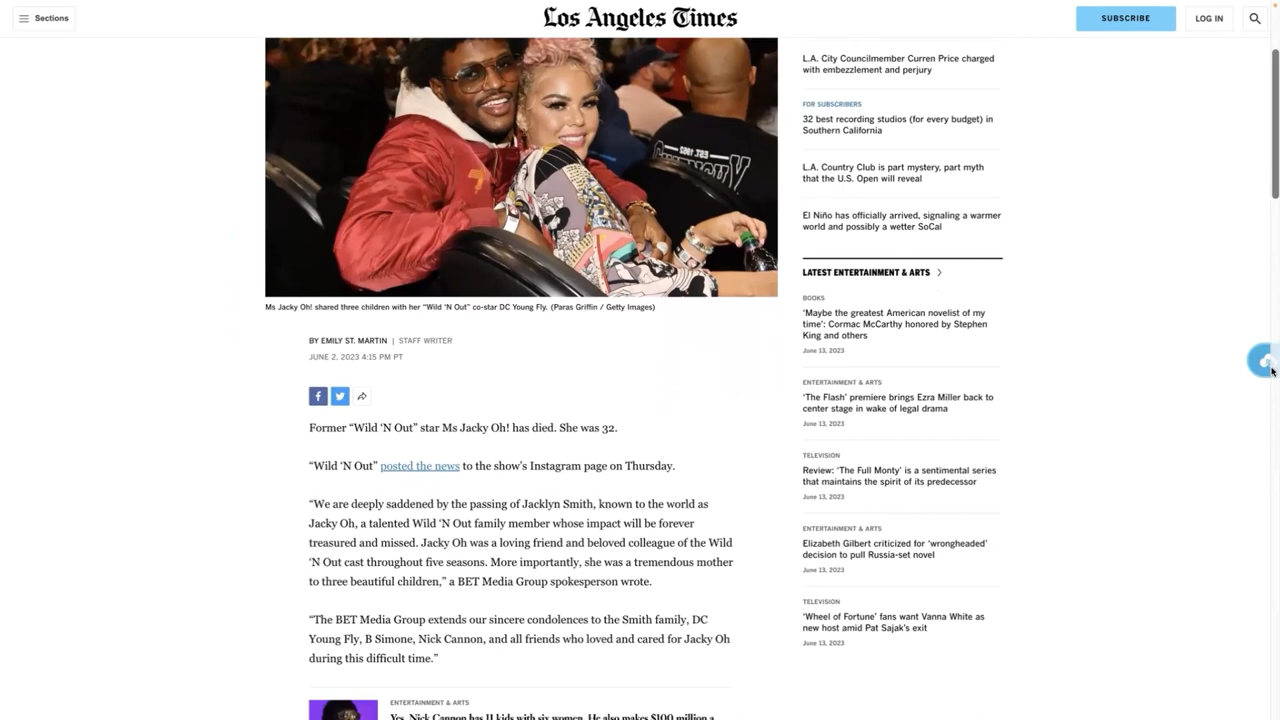 Sections
Los Angeles Times
SUBSCRIBE
LOG IN
Ms Jacky Oh! shared three children with her “Wild ‘N Out” co-star DC Young Fly. (Paras Griffin / Getty Images)
BY EMILY ST. MARTIN | STAFF WRITER
JUNE 2, 2023 4:15 PM PT
Former “Wild ‘N Out” star Ms Jacky Oh! has died. She was 32.
“Wild ‘N Out” posted the news to the show’s Instagram page on Thursday.
“We are deeply saddened by the passing of Jacklyn Smith, known to the world as
Jacky Oh, a talented Wild ‘N Out family member whose impact will be forever
treasured and missed. Jacky Oh was a loving friend and beloved colleague of the Wild
‘N Out cast throughout five seasons. More importantly, she was a tremendous mother
to three beautiful children,” a BET Media Group spokesperson wrote.
“The BET Media Group extends our sincere condolences to the Smith family, DC
Young Fly, B Simone, Nick Cannon, and all friends who loved and cared for Jacky Oh
during this difficult time.”
ENTERTAINMENT & ARTS
Yes, Nick Cannon has 11 kids with six women. He also makes $100 million a
L.A. City Councilmember Curren Price charged
with embezzlement and perjury
FOR SUBSCRIBERS
32 best recording studios (for every budget) in
Southern California
L.A. Country Club is part mystery, part myth
that the U.S. Open will reveal
El Niño has officially arrived, signaling a warmer
world and possibly a wetter SoCal
LATEST ENTERTAINMENT & ARTS
BOOKS
‘Maybe the greatest American novelist of my
time’: Cormac McCarthy honored by Stephen
King and others
June 13, 2023
ENTERTAINMENT & ARTS
‘The Flash’ premiere brings Ezra Miller back to
center stage in wake of legal drama
June 13, 2023
TELEVISION
Review: ‘The Full Monty’ is a sentimental series
that maintains the spirit of its predecessor
June 13, 2023
ENTERTAINMENT & ARTS
Elizabeth Gilbert criticized for ‘wrongheaded’
decision to pull Russia-set novel
June 13, 2023
TELEVISION
‘Wheel of Fortune’ fans want Vanna White as
new host amid Pat Sajak’s exit
June 13, 2023